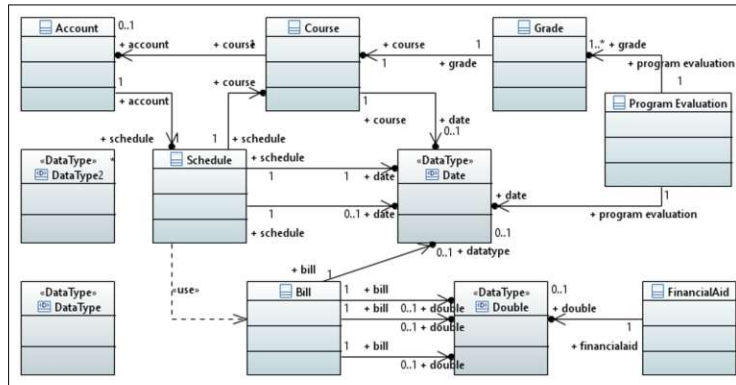 Account
0..1
Course
Grade
+ account
+ course
1
+ course
1
1..*
+ grade
1
+ grade
+ program evaluation
1
1
+ account
+ course
1
+ course
+ date
0..1
Program Evaluation
+ schedule
1
1
+ schedule
«DataType»
DataType2
*
Schedule
+ schedule
1
1
+ date
«DataType»
Date
+ date
1
+ program evaluation
1
0..1
+ date
+ schedule
0..1
0..1
+ datatype
+ bill
1
«use»
«DataType»
DataType
Bill
1
+ bill
0..1
+ double
1
+ bill
0..1
+ double
1
+ bill
0..1
+ double
«DataType»
Double
0..1
+ double
1
+ financialaid
FinancialAid